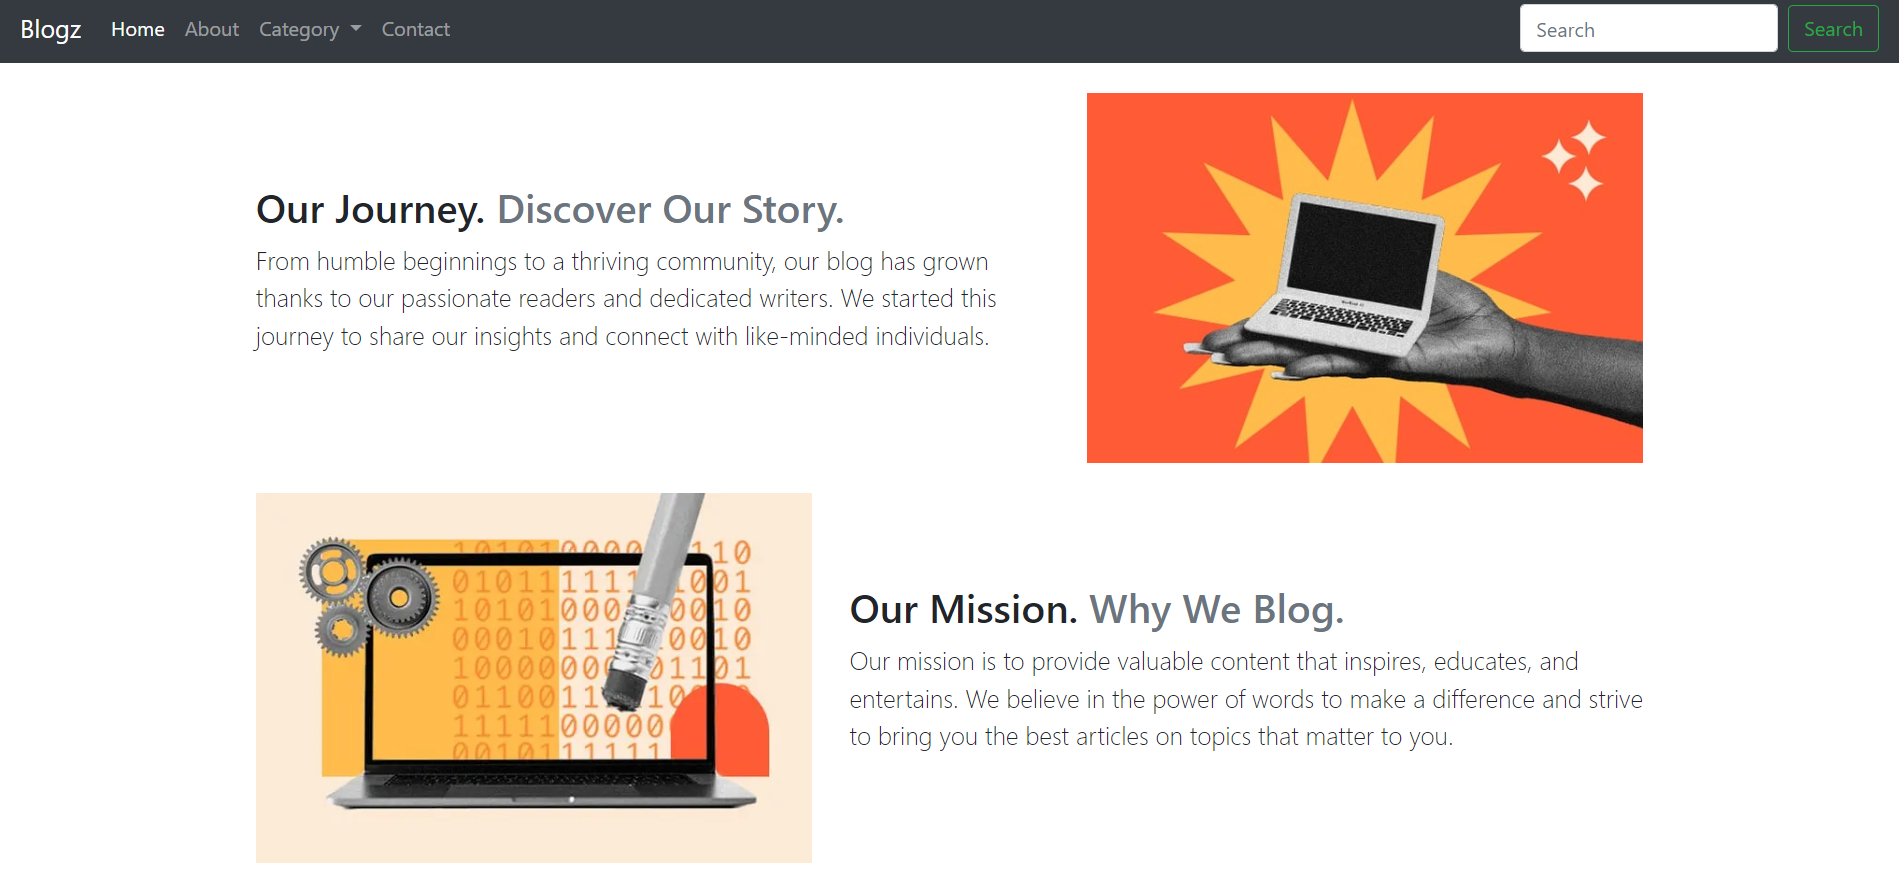 Blogz Home About Category Contact Search Search
Our Journey. Discover Our Story.
From humble beginnings to a thriving community, our blog has grown
thanks to our passionate readers and dedicated writers. We started this
journey to share our insights and connect with like-minded individuals.
Our Mission. Why We Blog.
Our mission is to provide valuable content that inspires, educates, and
entertains. We believe in the power of words to make a difference and strive
to bring you the best articles on topics that matter to you.